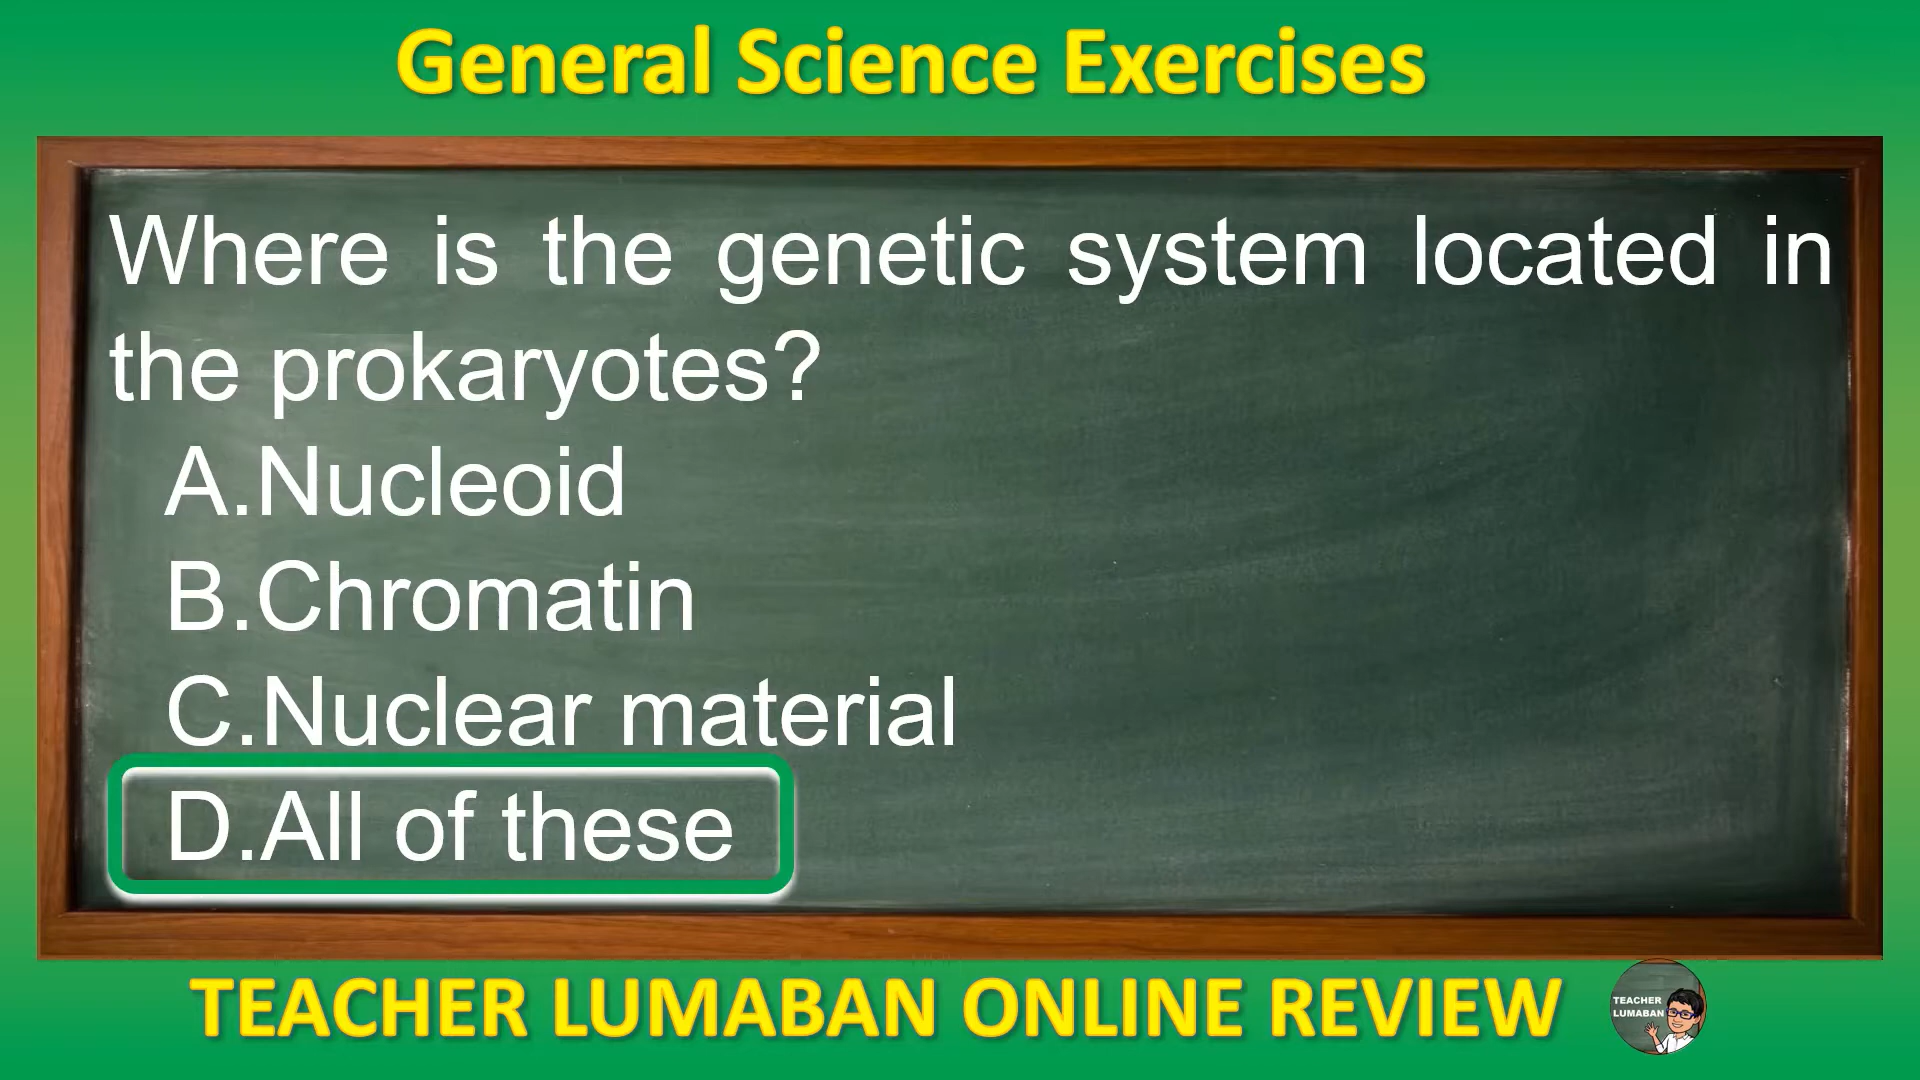 General Science Exercises
Where is the genetic system located in
the prokaryotes?
A.Nucleoid
B.Chromatin
C.Nuclear material
D.All of these
TEACHER LUMABAN ONLINE REVIEW
TEACHER
LUMABAN